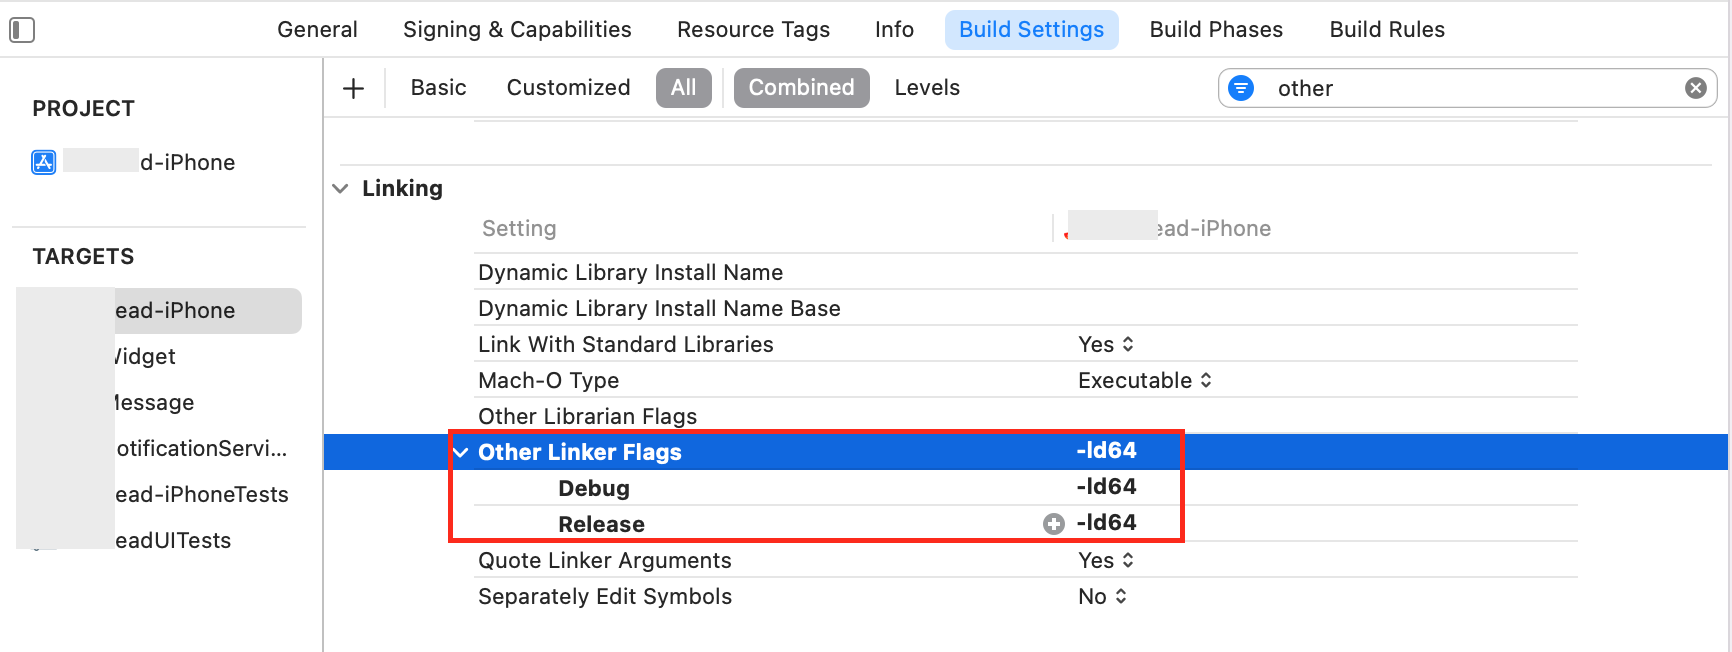 General Signing & Capabilities Resource Tags Info Build Settings Build Phases Build Rules
Basic Customized All Combined Levels other
PROJECT
d-iPhone
TARGETS
ead-iPhone
Widget
Message
otificationServi...
ead-iPhoneTests
eadUITests
Linking
Setting ead-iPhone
Dynamic Library Install Name
Dynamic Library Install Name Base
Link With Standard Libraries Yes
Mach-O Type Executable
Other Librarian Flags
Other Linker Flags -ld64
Debug -ld64
Release -ld64
Quote Linker Arguments Yes
Separately Edit Symbols No